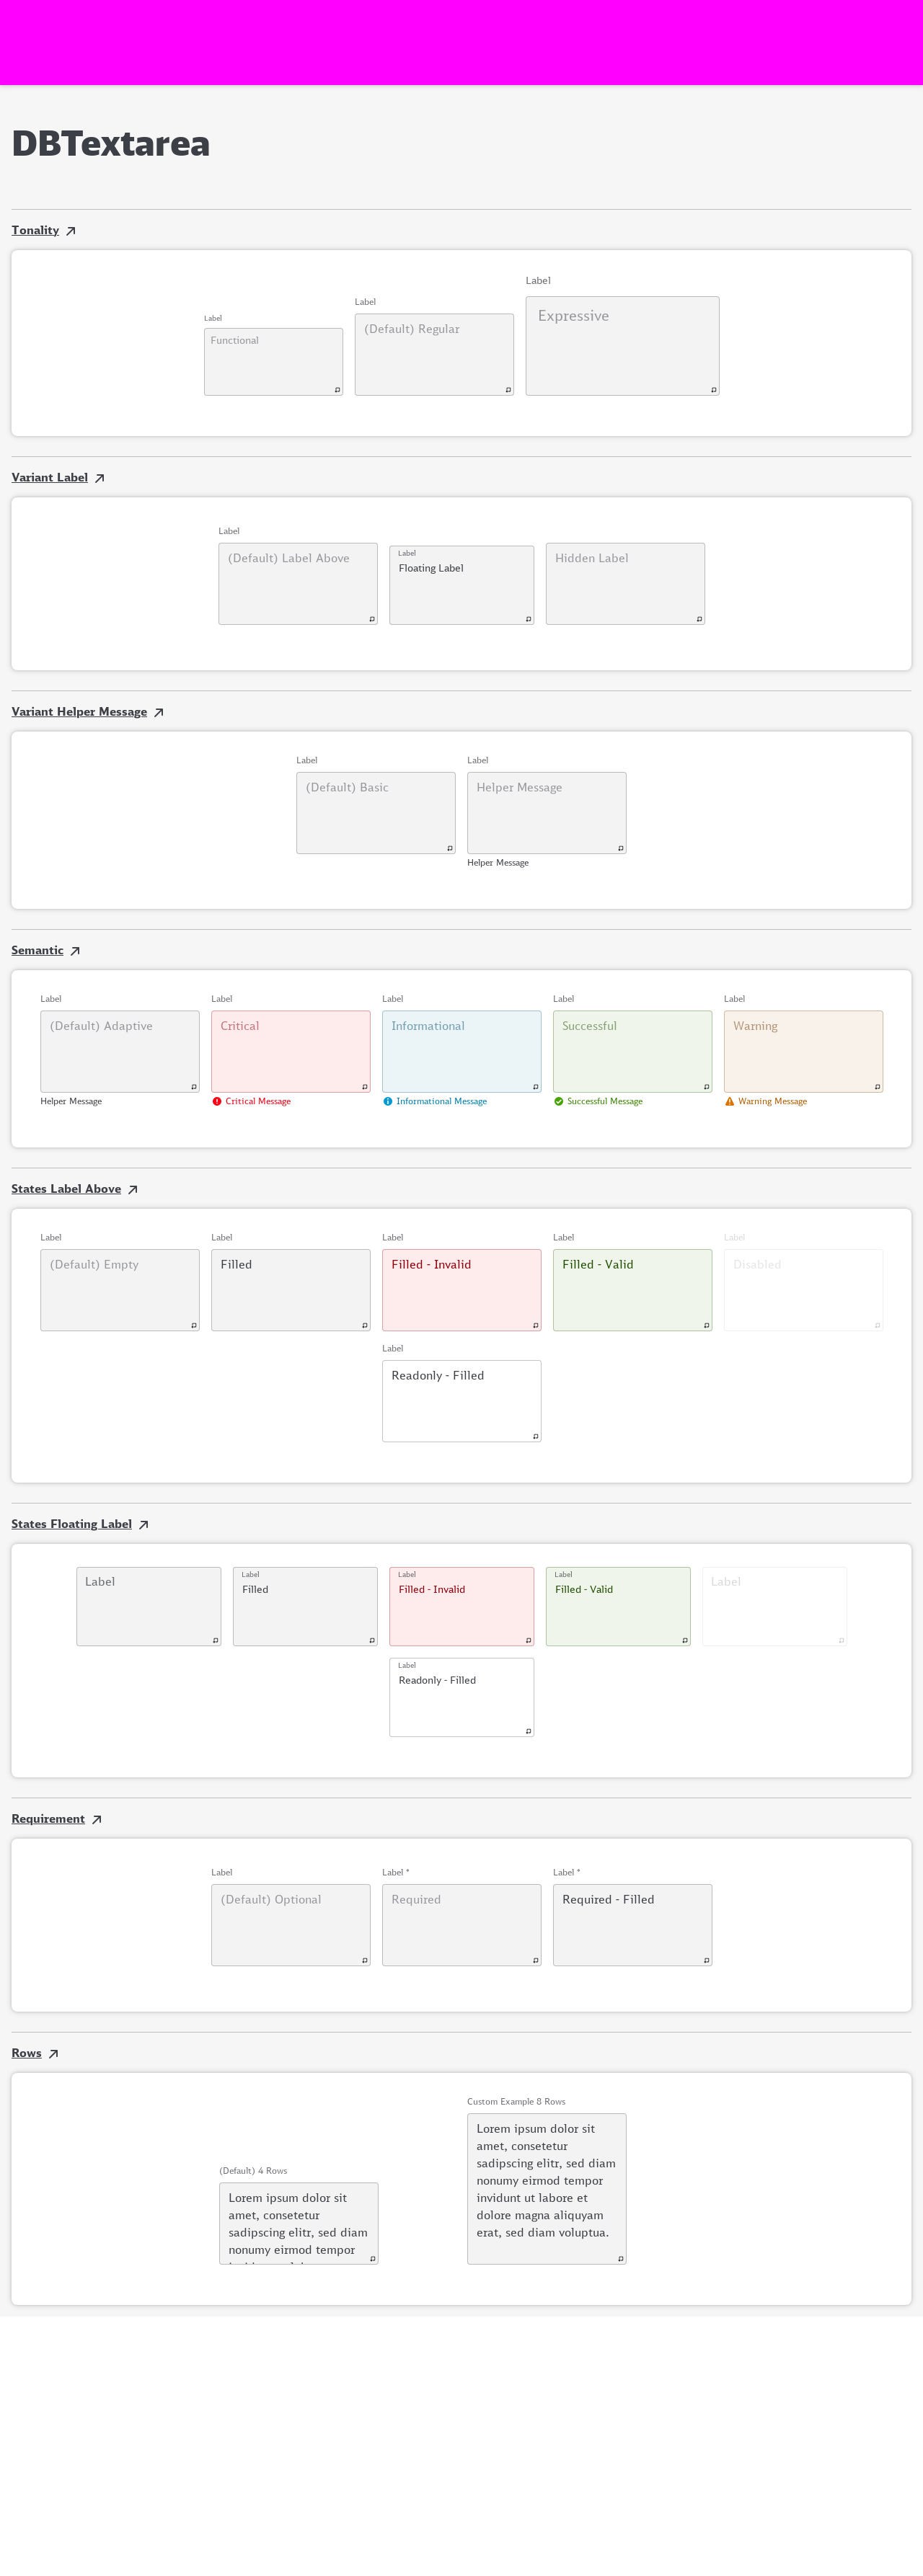 DBTextarea
Tonality
Label
Functional
Label
(Default) Regular
Label
Expressive
Variant Label
Label
(Default) Label Above
Label
Floating Label
Hidden Label
Variant Helper Message
Label
(Default) Basic
Label
Helper Message
Helper Message
Semantic
Label
(Default) Adaptive
Helper Message
Label
Critical
Critical Message
Label
Informational
Informational Message
Label
Successful
Successful Message
Label
Warning
Warning Message
States Label Above
Label
(Default) Empty
Label
Filled
Label
Filled - Invalid
Label
Filled - Valid
Label
Disabled
Label
Readonly - Filled
States Floating Label
Label
Label
Filled
Label
Filled - Invalid
Label
Filled - Valid
Label
Label
Readonly - Filled
Requirement
Label
(Default) Optional
Label *
Required
Label *
Required - Filled
Rows
(Default) 4 Rows
Lorem ipsum dolor sit
amet, consetetur
sadipscing elitr, sed diam
nonumy eirmod tempor
Custom Example 8 Rows
Lorem ipsum dolor sit
amet, consetetur
sadipscing elitr, sed diam
nonumy eirmod tempor
invidunt ut labore et
dolore magna aliquyam
erat, sed diam voluptua.